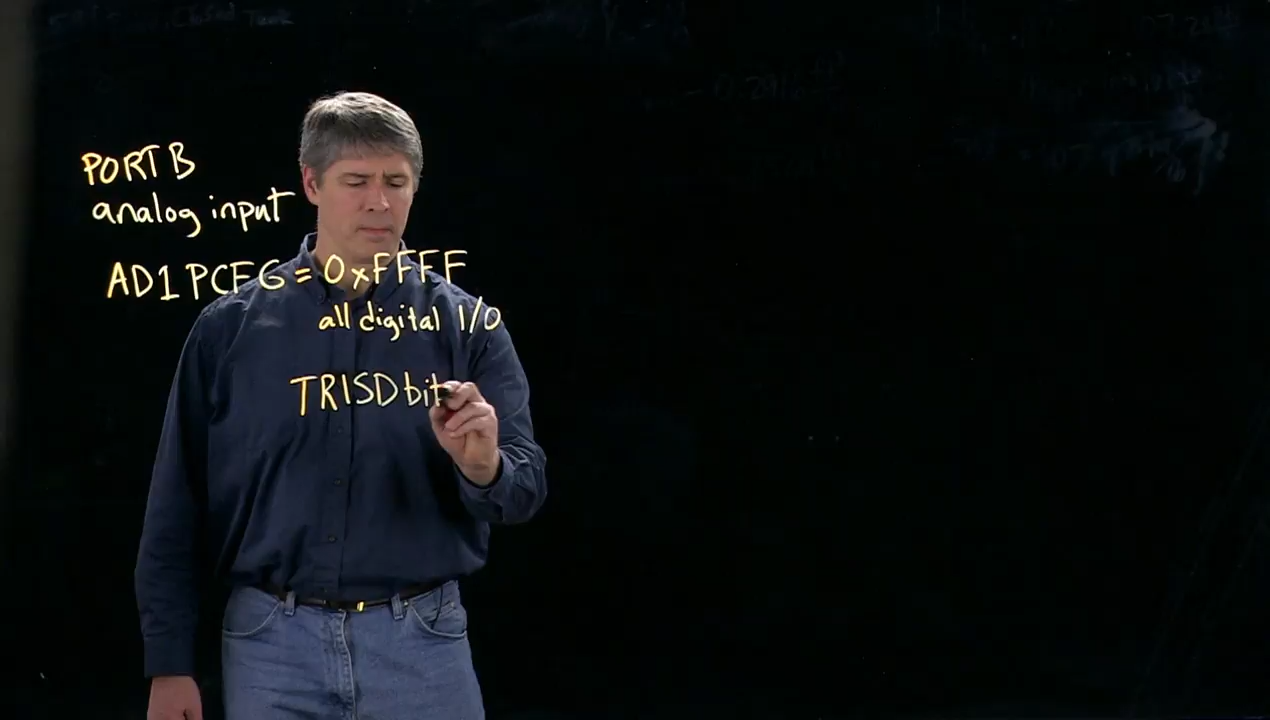 PORT B
analog input
AD1PCFG = 0xFFFF
all digital I/O
TRISDbit